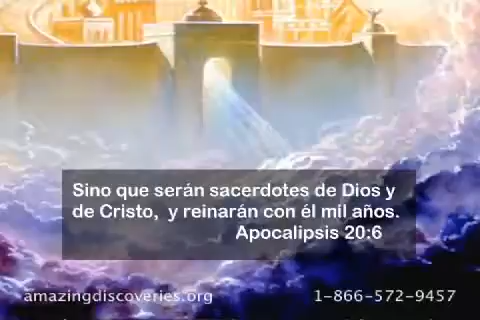 Sino que serán sacerdotes de Dios y
de Cristo,  y reinarán con él mil años.
Apocalipsis 20:6
amazingdiscoveries.org
1-866-572-9457